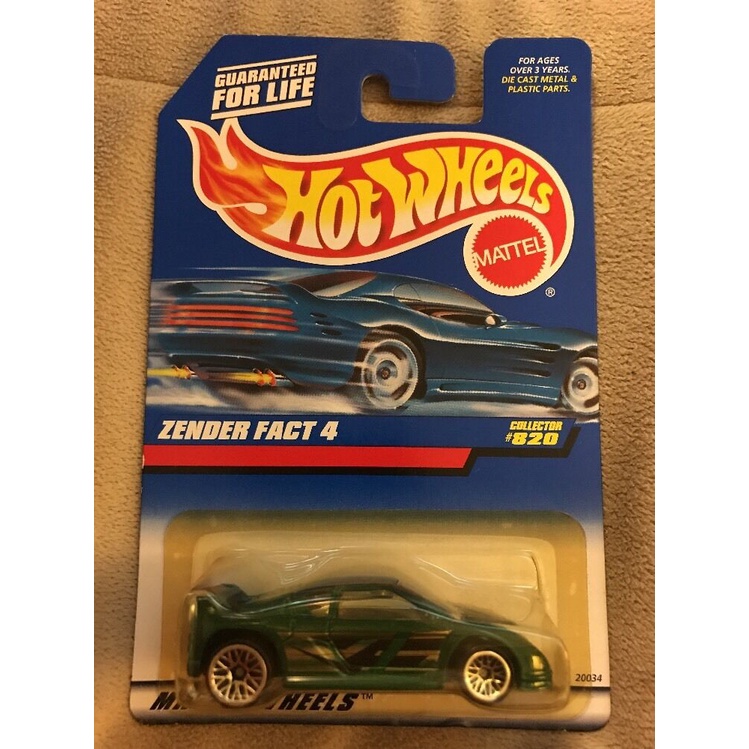 GUARANTEED
FOR LIFE
FOR AGES
OVER 3 YEARS.
DIE CAST METAL &
PLASTIC PARTS.
HOT WHEELS
MATTEL
®
ZENDER FACT 4
COLLECTOR
#820
20034
WHEELS™